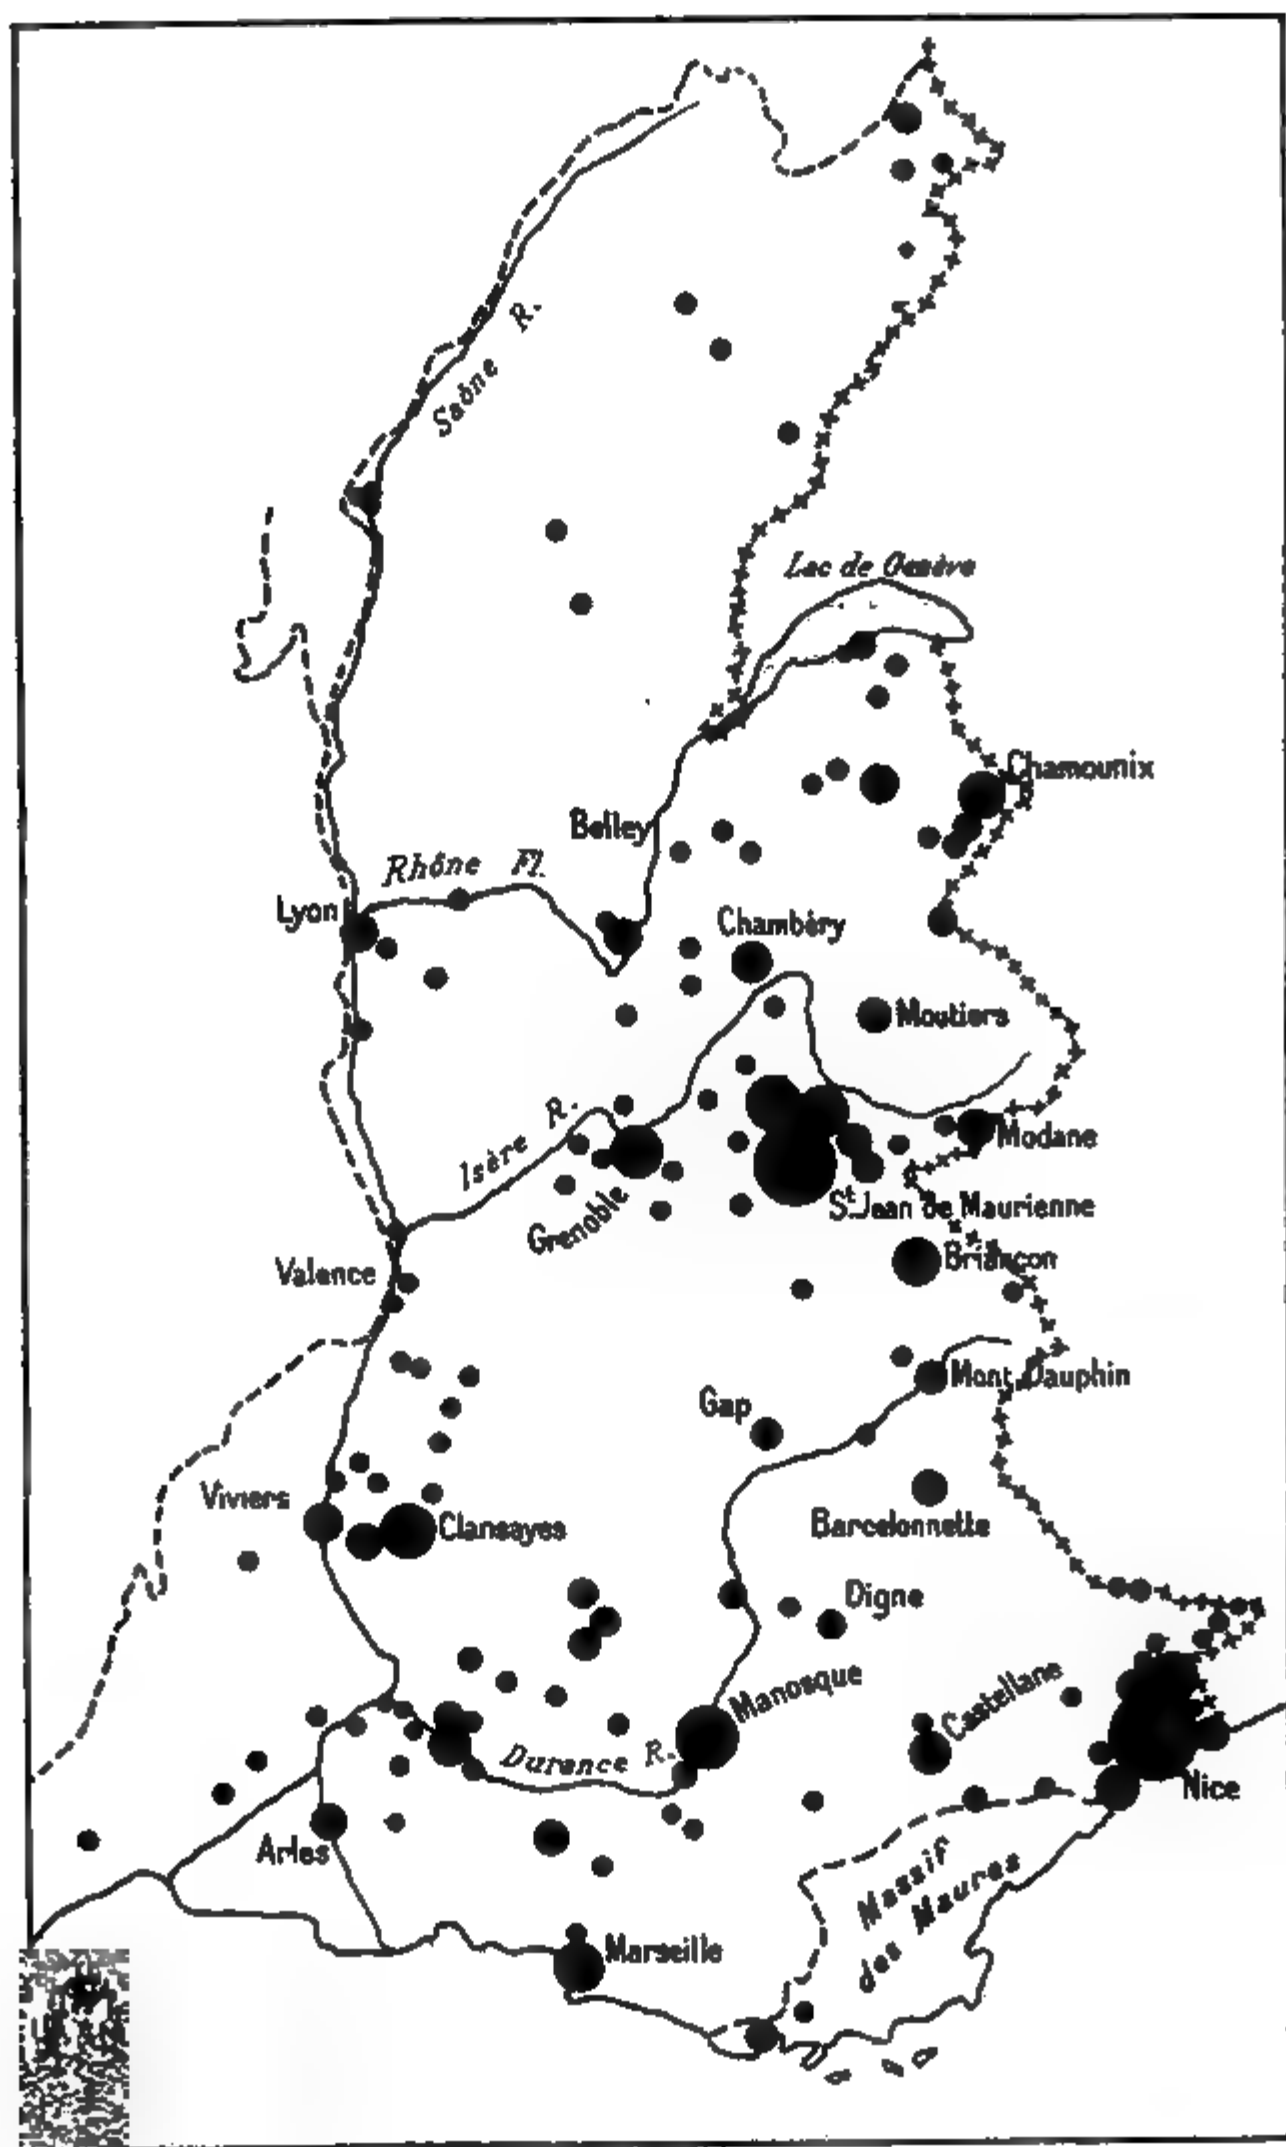 Saône R.
Lac de Genève
Chamounix
Belley
Rhône Fl.
Lyon
Chambéry
Moutiers
Isère R.
Modane
Grenoble
St. Jean de Maurienne
Valence
Briançon
Mont Dauphin
Gap
Viviers
Clansayes
Barcelonnette
Digne
Manosque
Castellane
Durance R.
Nice
Arles
Massif
des Maures
Marseille